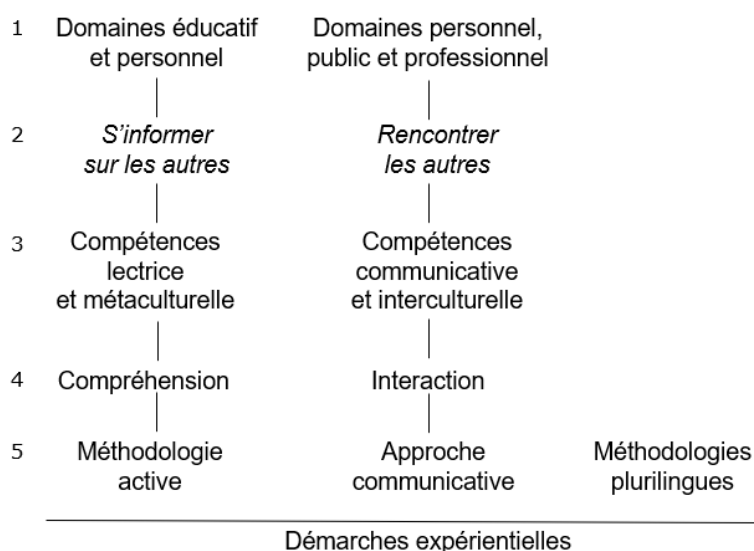 1 Domaines éducatif Domaines personnel,
et personnel public et professionnel
2 S'informer Rencontrer
sur les autres les autres
3 Compétences Compétences
lectrice communicative
et métaculturelle et interculturelle
4 Compréhension Interaction
5 Méthodologie Approche Méthodologies
active communicative plurilingues
Démarches expérientielles